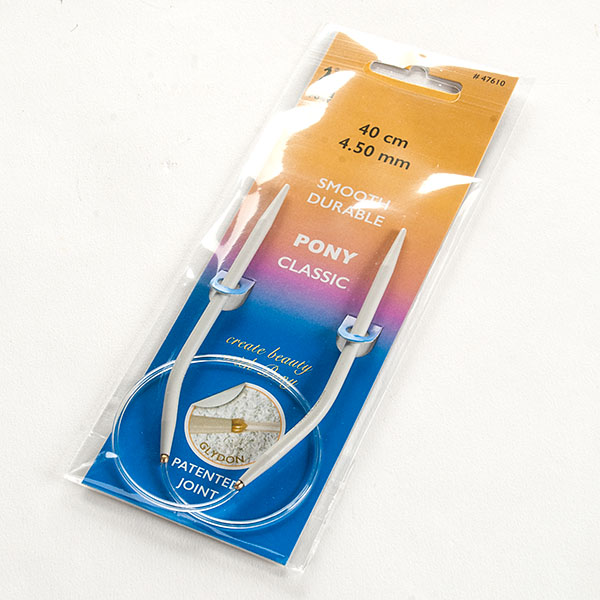 # 47610
40 cm
4.50 mm
SMOOTH
DURABLE
PONY
CLASSIC
create beauty
GLYDON
PATENTED
JOINT